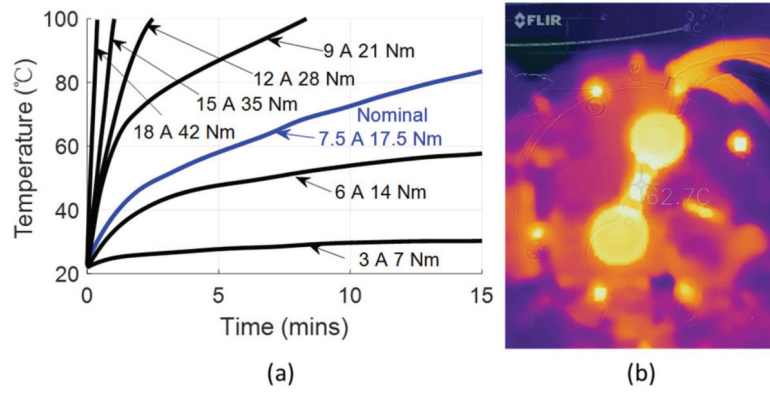 Temperature (℃)
100
80
60
40
20
0
5
10
15
Time (mins)
9 A 21 Nm
12 A 28 Nm
15 A 35 Nm
18 A 42 Nm
Nominal
7.5 A 17.5 Nm
6 A 14 Nm
3 A 7 Nm
(a)
FLIR
62.7C
(b)